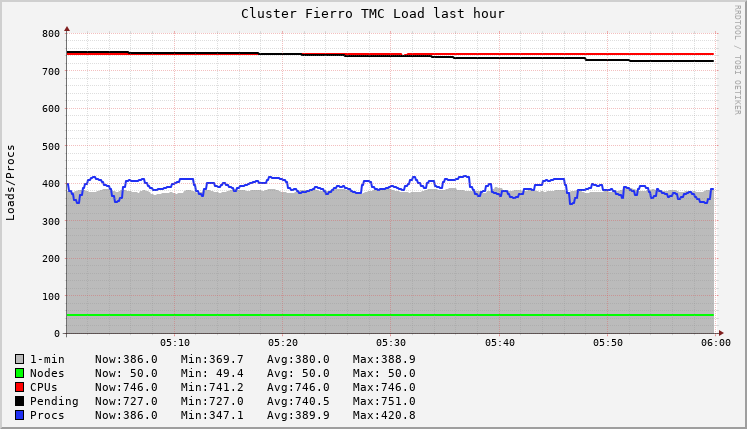 Cluster Fierro TMC Load last hour
RRDTOOL / TOBI OETIKER
Loads/Procs
800
700
600
500
400
300
200
100
0
05:10 05:20 05:30 05:40 05:50 06:00
1-min Now:386.0 Min:369.7 Avg:380.0 Max:388.9
Nodes Now: 50.0 Min: 49.4 Avg: 50.0 Max: 50.0
CPUs Now:746.0 Min:741.2 Avg:746.0 Max:746.0
Pending Now:727.0 Min:727.0 Avg:740.5 Max:751.0
Procs Now:386.0 Min:347.1 Avg:389.9 Max:420.8